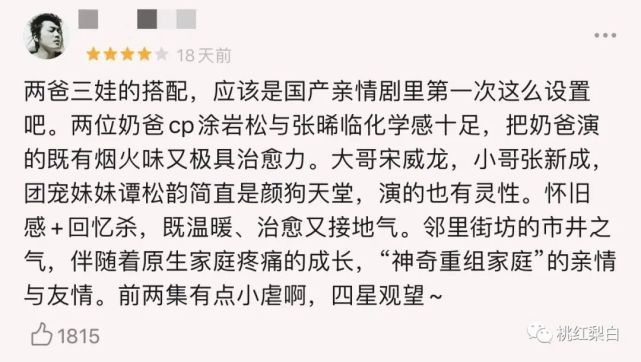 18天前
两爸三娃的搭配，应该是国产亲情剧里第一次这么设置
吧。两位奶爸cp涂岩松与张晞临化学感十足，把奶爸演
的既有烟火味又极具治愈力。大哥宋威龙，小哥张新成，
团宠妹妹谭松韵简直是颜狗天堂，演的也有灵性。怀旧
感+回忆杀，既温暖、治愈又接地气。邻里街坊的市井之
气，伴随着原生家庭疼痛的成长，“神奇重组家庭”的亲情
与友情。前两集有点小虐啊，四星观望~
1815
桃红梨白